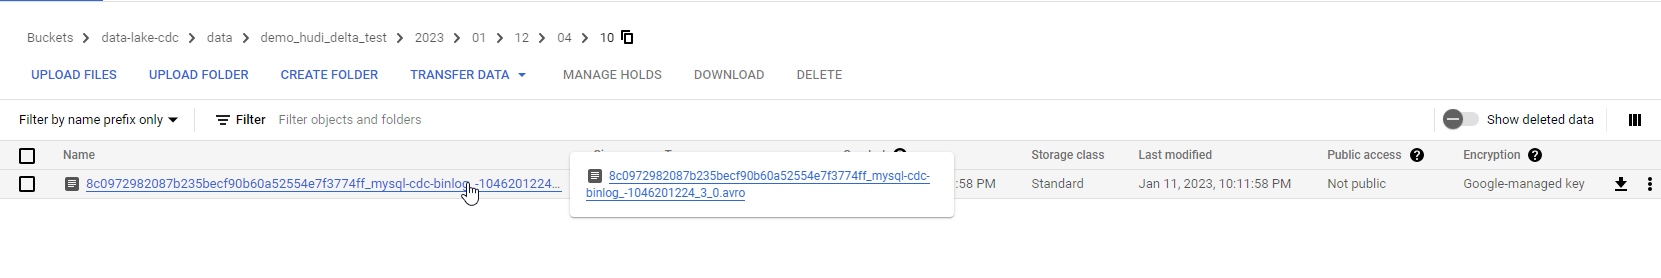 Buckets > data-lake-cdc > data > demo_hudi_delta_test > 2023 > 01 > 12 > 04 > 10
UPLOAD FILES UPLOAD FOLDER CREATE FOLDER TRANSFER DATA MANAGE HOLDS DOWNLOAD DELETE
Filter by name prefix only Filter Filter objects and folders Show deleted data
Name Storage class Last modified Public access Encryption
8c0972982087b235becf90b60a52554e7f3774ff_mysql-cdc-binlog_-1046201224... :58 PM Standard Jan 11, 2023, 10:11:58 PM Not public Google-managed key
8c0972982087b235becf90b60a52554e7f3774ff_mysql-cdc-
binlog_-1046201224_3_0.avro